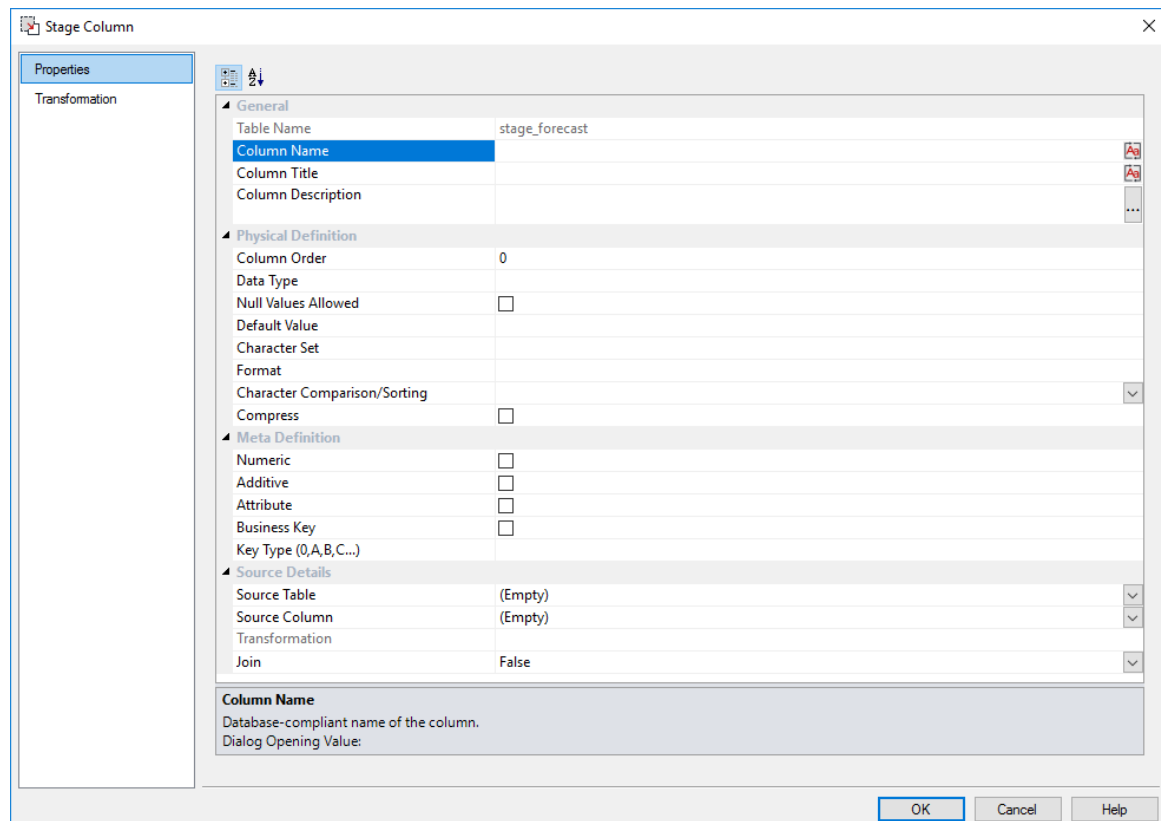 Stage Column
Properties
Transformation
General
Table Name stage_forecast
Column Name
Column Title
Column Description
...
Physical Definition
Column Order 0
Data Type
Null Values Allowed
Default Value
Character Set
Format
Character Comparison/Sorting
Compress
Meta Definition
Numeric
Additive
Attribute
Business Key
Key Type (0,A,B,C...)
Source Details
Source Table (Empty)
Source Column (Empty)
Transformation
Join False
Column Name
Database-compliant name of the column.
Dialog Opening Value:
OK Cancel Help